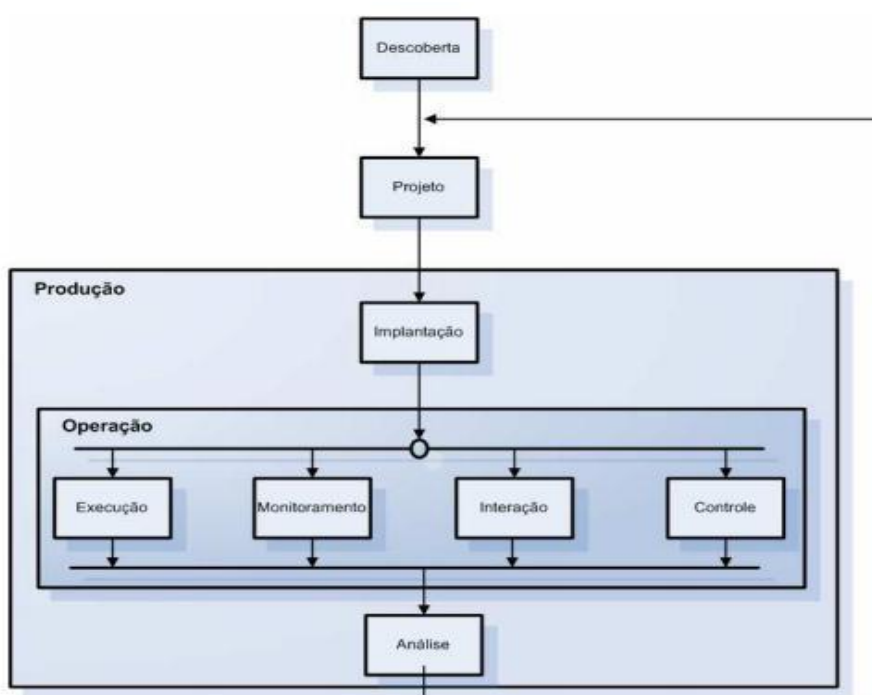 Descoberta
Projeto
Produção
Implantação
Operação
Execução
Monitoramento
Interação
Controle
Análise